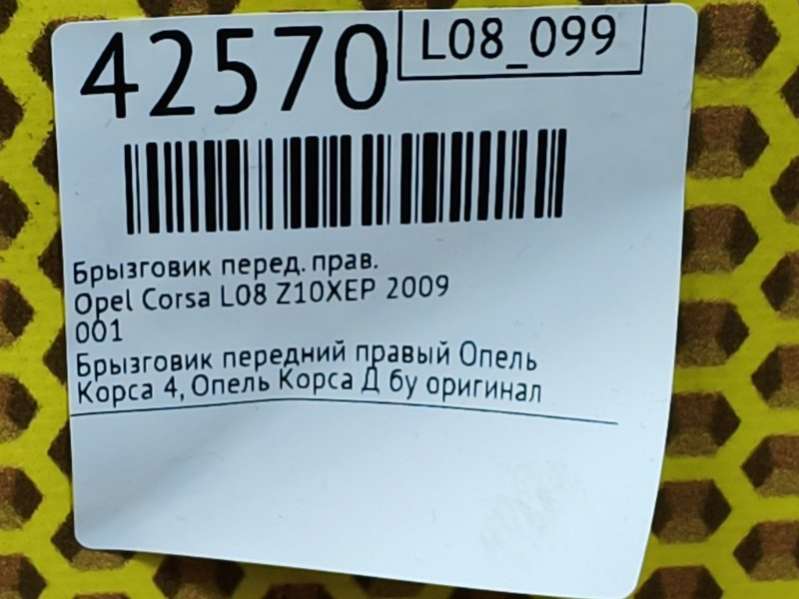 42570
L08_099
Брызговик перед. прав.
Opel Corsa L08 Z10XEP 2009
001
Брызговик передний правый Опель
Корса 4, Опель Корса Д бу оригинал